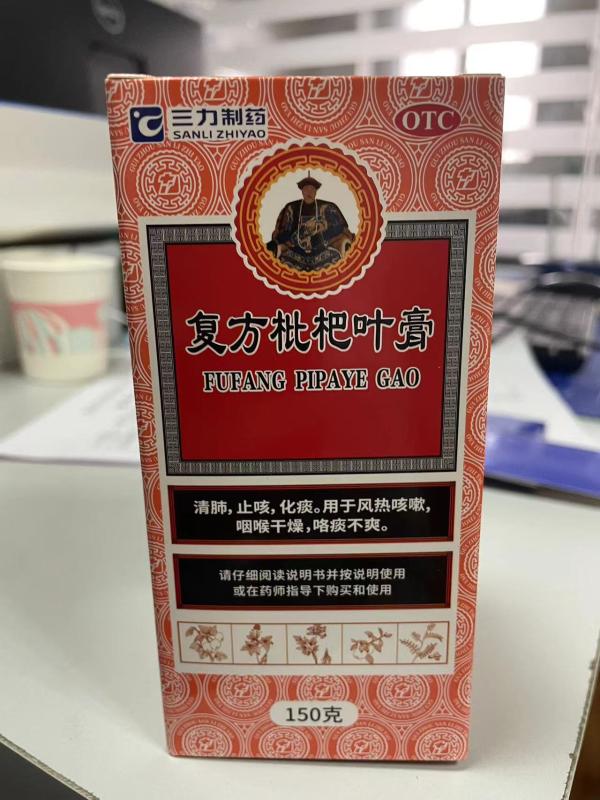 三力制药
SANLI ZHIYAO
OTC
复方枇杷叶膏
FUFANG PIPAYE GAO
清肺,止咳,化痰。用于风热咳嗽,
咽喉干燥,咯痰不爽。
请仔细阅读说明书并按说明使用
或在药师指导下购买和使用
150克